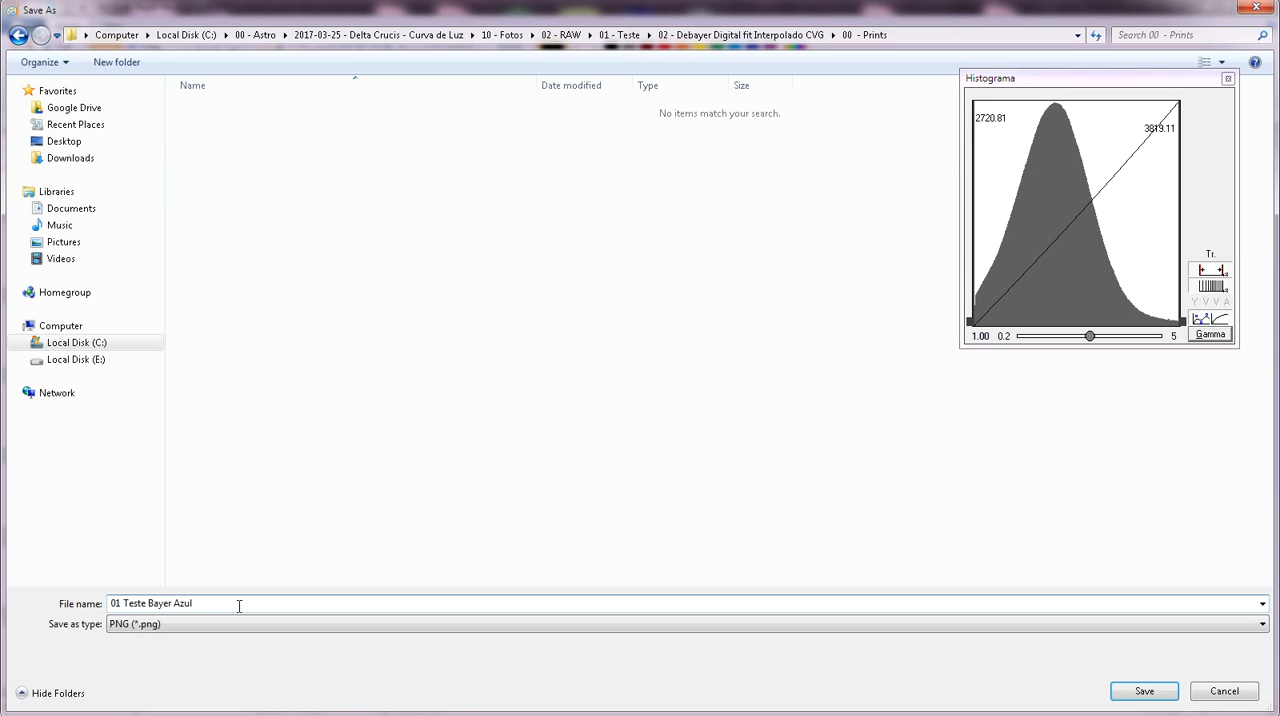 Save As
Computer Local Disk (C:) 00 - Astro 2017-03-25 - Delta Crucis - Curva de Luz 10 - Fotos 02 - RAW 01 - Teste 02 - Debayer Digital fit Interpolado CVG 00 - Prints Search 00 - Prints
Organize New folder
Name Date modified Type Size
No items match your search.
Favorites
Google Drive
Recent Places
Desktop
Downloads
Libraries
Documents
Music
Pictures
Videos
Homegroup
Computer
Local Disk (C:)
Local Disk (E:)
Network
Histograma
2720.81
3819.11
Tr.
Y V V A
1.00 0.2 5 Gamma
File name: 01 Teste Bayer Azul
Save as type: PNG (*.png)
Hide Folders Save Cancel